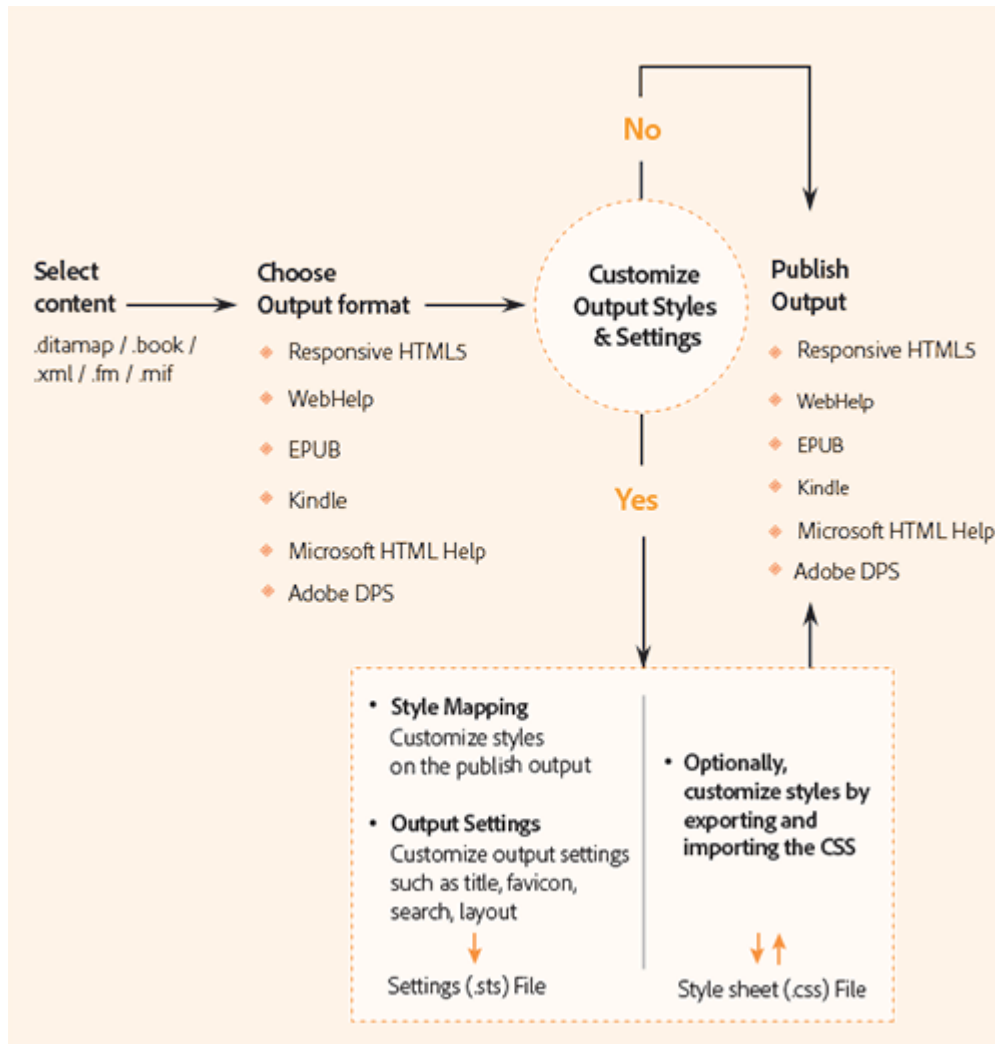 Select
content
.ditamap / .book /
.xml / .fm / .mif
Choose
Output format
Responsive HTML5
WebHelp
EPUB
Kindle
Microsoft HTML Help
Adobe DPS
No
Customize
Output Styles
& Settings
Yes
Publish
Output
Responsive HTML5
WebHelp
EPUB
Kindle
Microsoft HTML Help
Adobe DPS
• Style Mapping
Customize styles
on the publish output
• Output Settings
Customize output settings
such as title, favicon,
search, layout
Settings (.sts) File
• Optionally,
customize styles by
exporting and
importing the CSS
Style sheet (.css) File